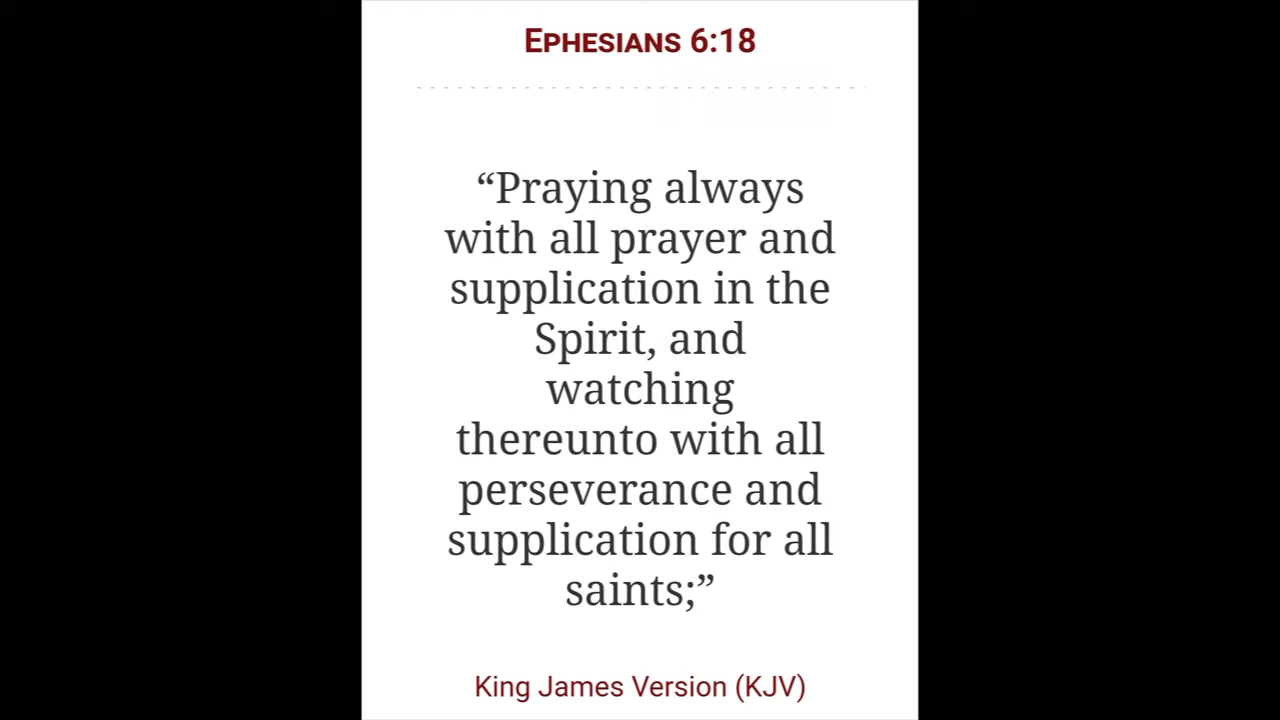 Ephesians 6:18
“Praying always
with all prayer and
supplication in the
Spirit, and
watching
thereunto with all
perseverance and
supplication for all
saints;”
King James Version (KJV)